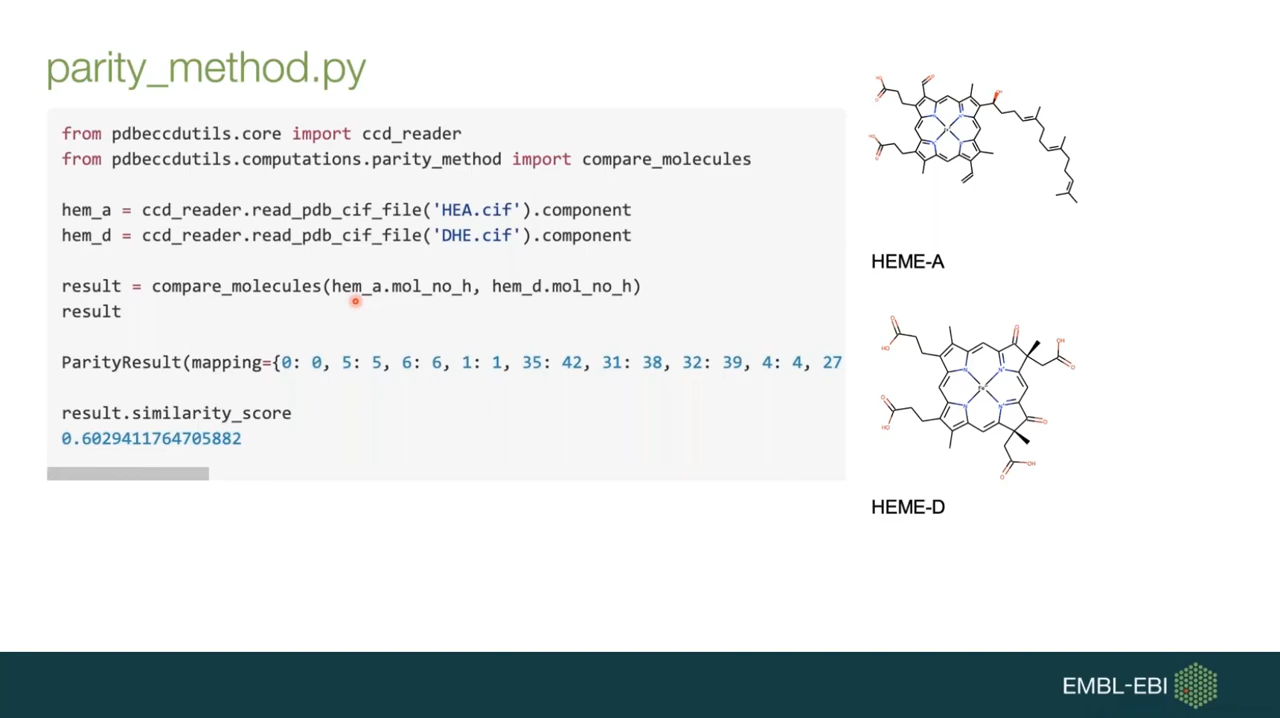 parity_method.py
from pdbeccdutils.core import ccd_reader
from pdbeccdutils.computations.parity_method import compare_molecules
hem_a = ccd_reader.read_pdb_cif_file('HEA.cif').component
hem_d = ccd_reader.read_pdb_cif_file('DHE.cif').component
result = compare_molecules(hem_a.mol_no_h, hem_d.mol_no_h)
result
ParityResult(mapping={0: 0, 5: 5, 6: 6, 1: 1, 35: 42, 31: 38, 32: 39, 4: 4, 27
result.similarity_score
0.6029411764705882
HEME-A
HEME-D
EMBL-EBI